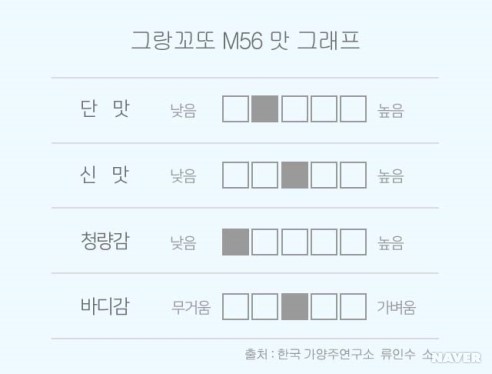 그랑꼬또 M56 맛 그래프
단 맛 낮음 높음
신 맛 낮음 높음
청량감 낮음 높음
바디감 무거움 가벼움
출처 : 한국 가양주연구소 류인수 소
NAVER